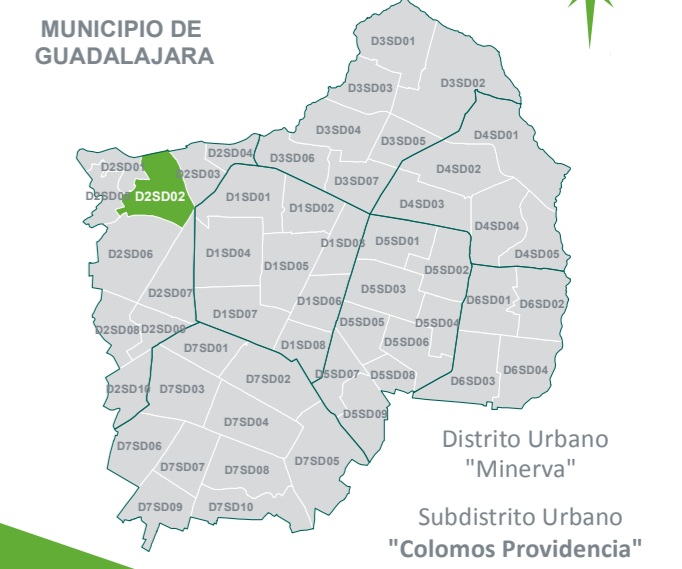 MUNICIPIO DE
GUADALAJARA
D3SD01
D3SD02
D3SD03
D3SD04
D3SD05
D3SD06
D3SD07
D4SD01
D4SD02
D4SD03
D4SD04
D4SD05
D2SD01
D2SD04
D2SD03
D2SD02
D2SD06
D2SD07
D2SD08
D2SD09
D2SD10
D1SD01
D1SD02
D1SD03
D1SD04
D1SD05
D1SD06
D1SD07
D1SD08
D5SD01
D5SD02
D5SD03
D5SD04
D5SD05
D5SD06
D5SD07
D5SD08
D5SD09
D6SD01
D6SD02
D6SD03
D6SD04
D7SD01
D7SD02
D7SD03
D7SD04
D7SD05
D7SD06
D7SD07
D7SD08
D7SD09
D7SD10
Distrito Urbano
"Minerva"
Subdistrito Urbano
"Colomos Providencia"